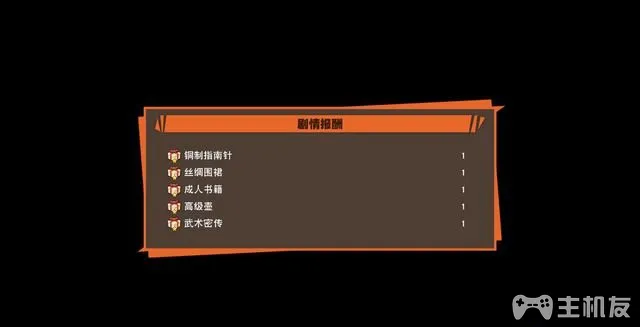 剧情报酬
铜制指南针 1
丝绸围裙 1
成人书籍 1
高级壶 1
武术密传 1
主机友